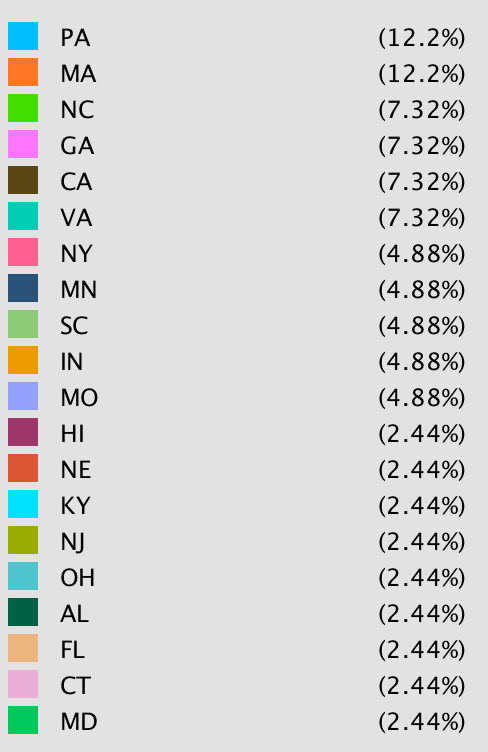 PA (12.2%)
MA (12.2%)
NC (7.32%)
GA (7.32%)
CA (7.32%)
VA (7.32%)
NY (4.88%)
MN (4.88%)
SC (4.88%)
IN (4.88%)
MO (4.88%)
HI (2.44%)
NE (2.44%)
KY (2.44%)
NJ (2.44%)
OH (2.44%)
AL (2.44%)
FL (2.44%)
CT (2.44%)
MD (2.44%)